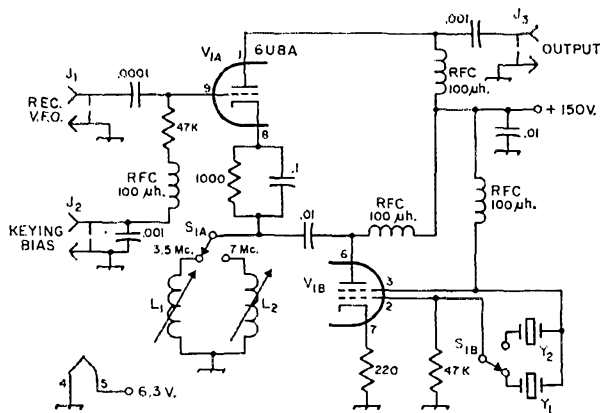 .001
J3
OUTPUT
V1A
6U8A
1
9
8
J1
REC.
V.F.O.
.0001
47K
RFC
100 µh.
RFC
100 µh.
+ 150V.
.01
1000
.1
J2
KEYING
BIAS
.001
S1A
3.5 Mc.
7 Mc.
.01
RFC
100 µh.
RFC
100 µh.
6
V1B
3
2
7
L1
L2
220
47K
S1B
Y2
Y1
4
5
6.3 V.